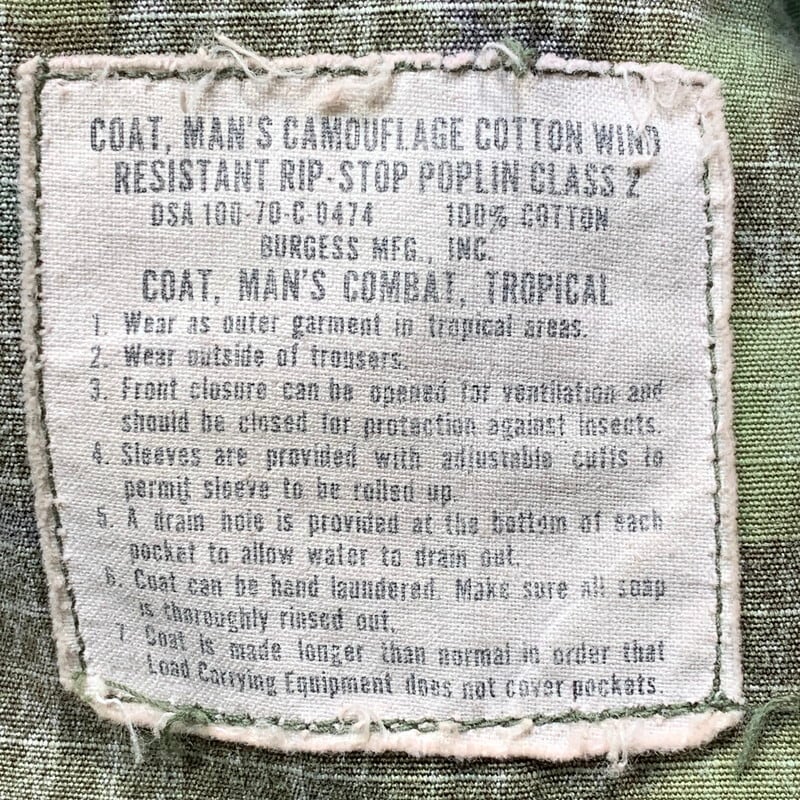 COAT, MAN'S CAMOUFLAGE COTTON WIND
RESISTANT RIP-STOP POPLIN CLASS 2
DSA 100-70-C-0474 100% COTTON
BURGESS MFG., INC.
COAT, MAN'S COMBAT, TROPICAL
1. Wear as outer garment in tropical areas.
2. Wear outside of trousers.
3. Front closure can be opened for ventilation and
should be closed for protection against insects.
4. Sleeves are provided with adjustable cuffs to
permit sleeve to be rolled up.
5. A drain hole is provided at the bottom of each
pocket to allow water to drain out.
6. Coat can be hand laundered. Make sure all soap
is thoroughly rinsed out.
7. Coat is made longer than normal in order that
Load Carrying Equipment does not cover pockets.